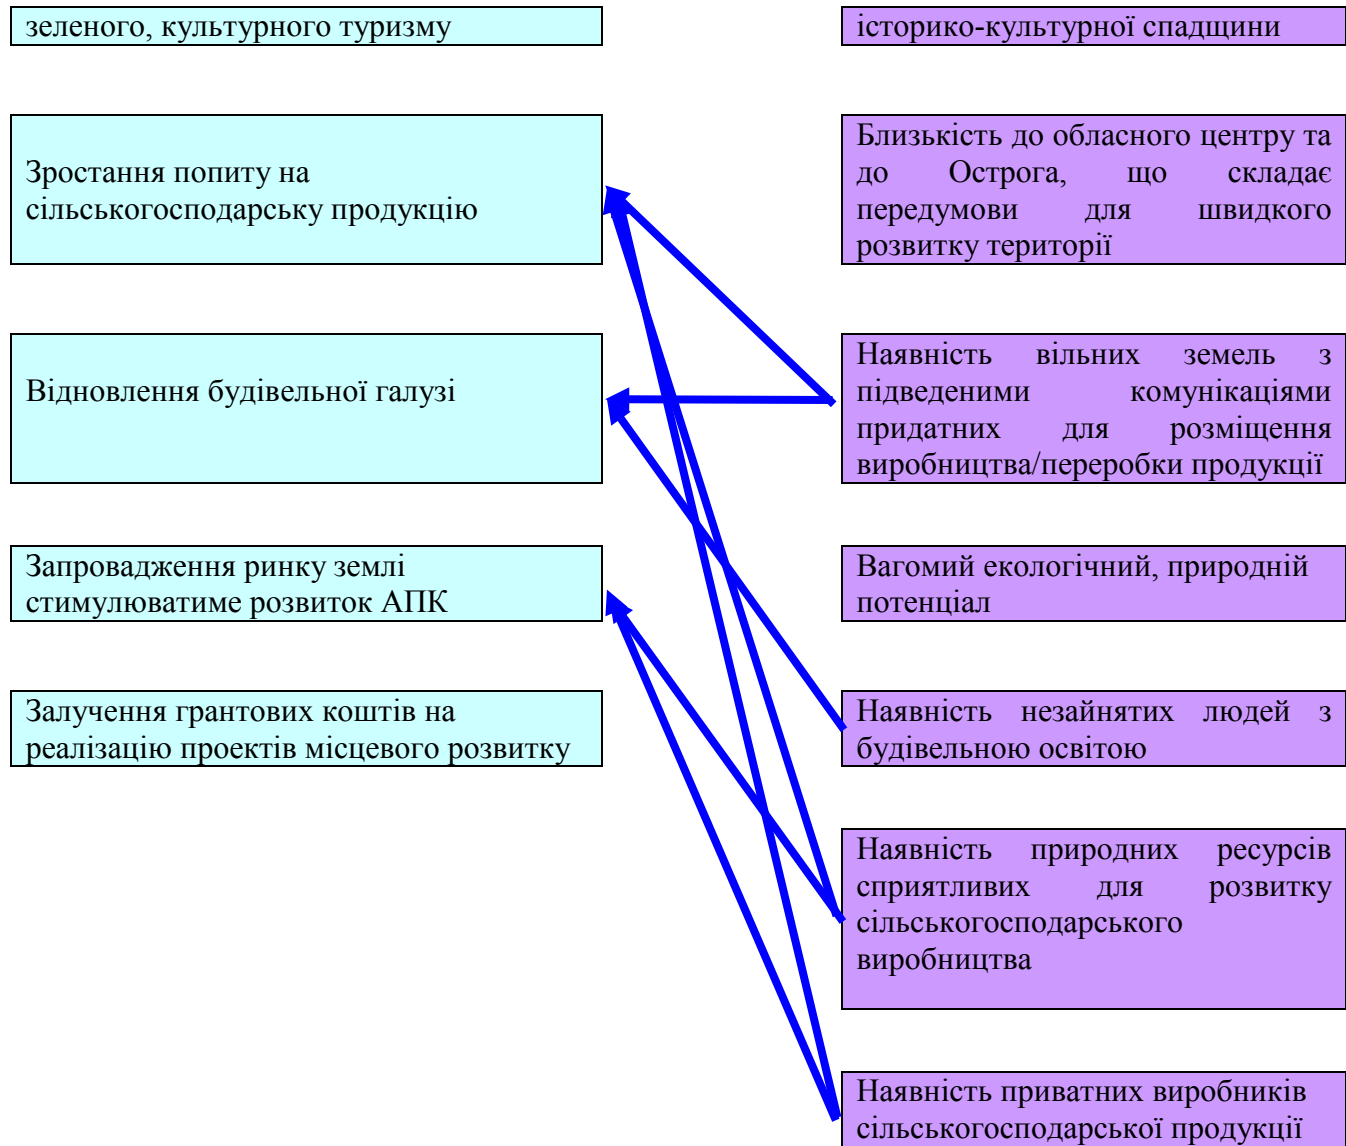 зеленого, культурного туризму
історико-культурної спадщини
Зростання попиту на
сільськогосподарську продукцію
Близькість до обласного центру та
до Острога, що складає
передумови для швидкого
розвитку території
Відновлення будівельної галузі
Наявність вільних земель з
підведеними комунікаціями
придатних для розміщення
виробництва/переробки продукції
Запровадження ринку землі
стимулюватиме розвиток АПК
Вагомий екологічний, природній
потенціал
Залучення грантових коштів на
реалізацію проектів місцевого розвитку
Наявність незайнятих людей з
будівельною освітою
Наявність природних ресурсів
сприятливих для розвитку
сільськогосподарського
виробництва
Наявність приватних виробників
сільськогосподарської продукції